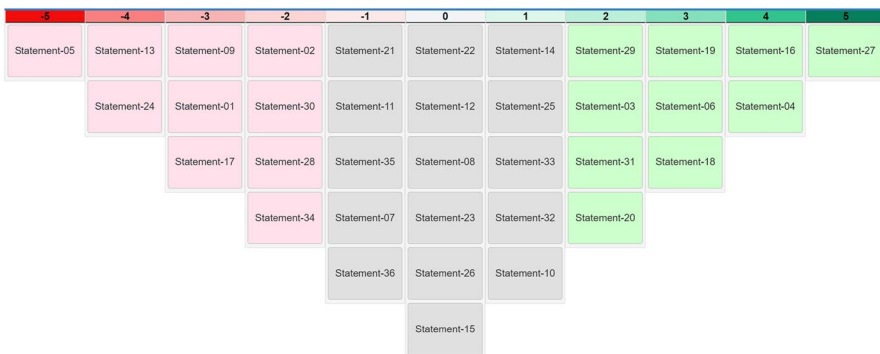 -5 -4 -3 -2 -1 0 1 2 3 4 5
Statement-05 Statement-13 Statement-09 Statement-02 Statement-21 Statement-22 Statement-14 Statement-29 Statement-19 Statement-16 Statement-27
Statement-24 Statement-01 Statement-30 Statement-11 Statement-12 Statement-25 Statement-03 Statement-06 Statement-04
Statement-17 Statement-28 Statement-35 Statement-08 Statement-33 Statement-31 Statement-18
Statement-34 Statement-07 Statement-23 Statement-32 Statement-20
Statement-36 Statement-26 Statement-10
Statement-15